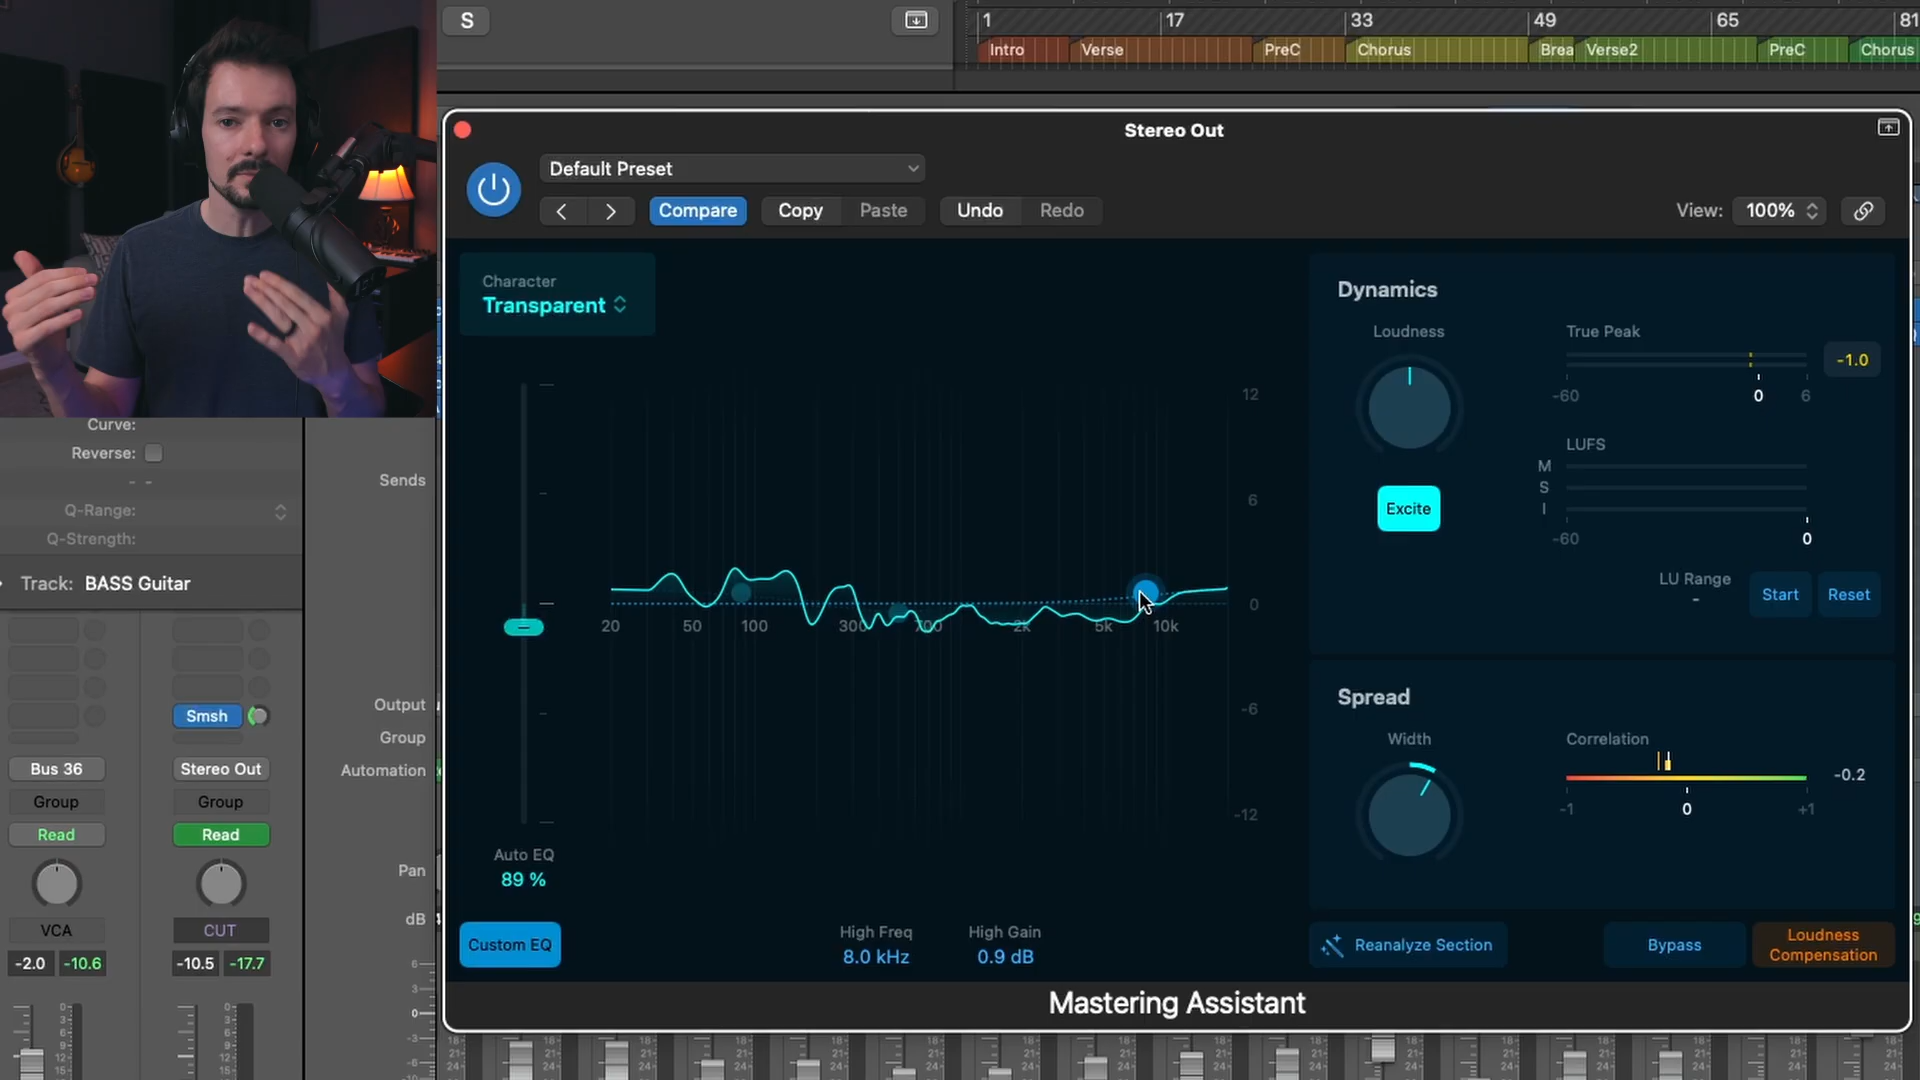 S
1 17 33 49 65 81
Intro Verse PreC Chorus Brea Verse2 PreC Chorus
Stereo Out
Default Preset
Compare Copy Paste Undo Redo View: 100%
Character
Transparent
12
6
0
-6
-12
20 50 100 300 700 2k 5k 10k
Auto EQ
89 %
Custom EQ
High Freq
8.0 kHz
High Gain
0.9 dB
Dynamics
Loudness
Excite
True Peak
-1.0
-60 0 6
LUFS
M
S
I
-60 0
LU Range
-
Start Reset
Spread
Width
Correlation
-0.2
-1 0 +1
Reanalyze Section
Bypass
Loudness
Compensation
Mastering Assistant
Curve:
Reverse:
- -
Q-Range:
Q-Strength:
Track: BASS Guitar
Sends
Smsh
Output
Bus 36 Stereo Out
Group
Group Group
Automation
Read Read
Pan
VCA CUT
dB
-2.0 -10.6 -10.5 -17.7